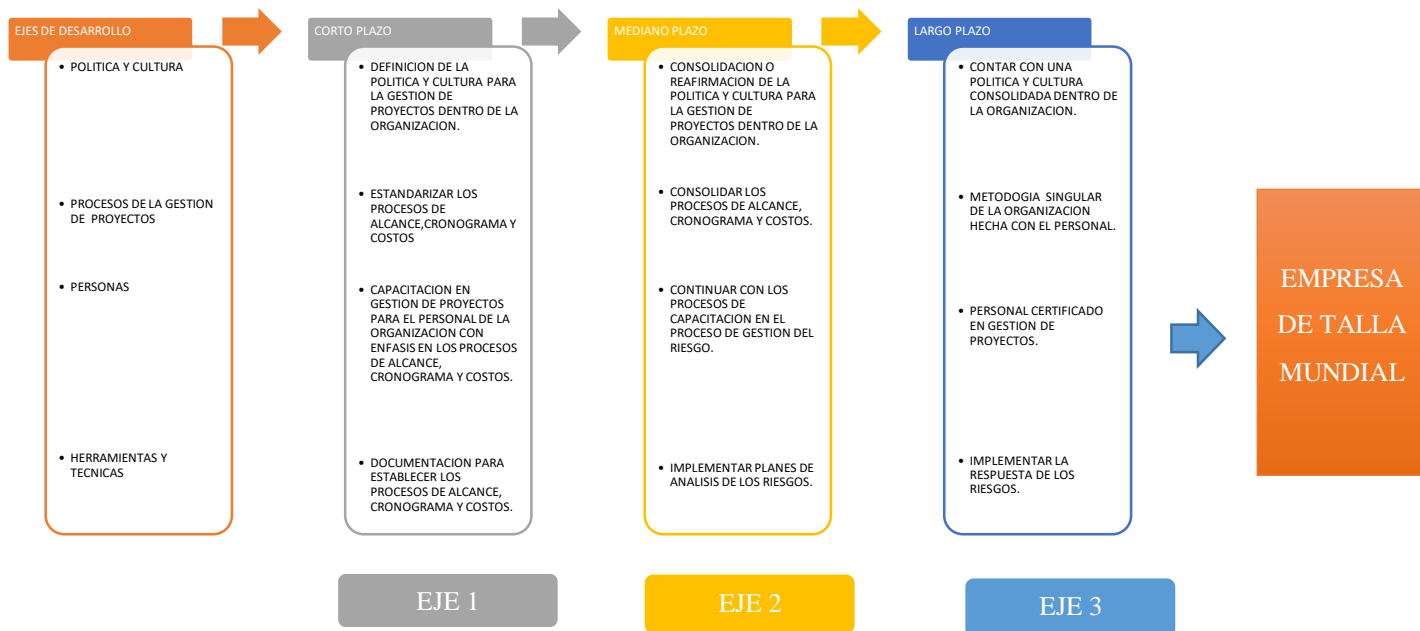 EJES DE DESARROLLO
• POLITICA Y CULTURA
• PROCESOS DE LA GESTION
DE PROYECTOS
• PERSONAS
• HERRAMIENTAS Y
TECNICAS
CORTO PLAZO
• DEFINICION DE LA
POLITICA Y CULTURA PARA
LA GESTION DE
PROYECTOS DENTRO DE LA
ORGANIZACION.
• ESTANDARIZAR LOS
PROCESOS DE
ALCANCE,CRONOGRAMA Y
COSTOS
• CAPACITACION EN
GESTION DE PROYECTOS
PARA EL PERSONAL DE LA
ORGANIZACION CON
ENFASIS EN LOS PROCESOS
DE ALCANCE,
CRONOGRAMA Y COSTOS.
• DOCUMENTACION PARA
ESTABLECER LOS
PROCESOS DE ALCANCE,
CRONOGRAMA Y COSTOS.
EJE 1
MEDIANO PLAZO
• CONSOLIDACION O
REAFIRMACION DE LA
POLITICA Y CULTURA PARA
LA GESTION DE
PROYECTOS DENTRO DE LA
ORGANIZACION.
• CONSOLIDAR LOS
PROCESOS DE ALCANCE,
CRONOGRAMA Y COSTOS.
• CONTINUAR CON LOS
PROCESOS DE
CAPACITACION EN EL
PROCESO DE GESTION DEL
RIESGO.
• IMPLEMENTAR PLANES DE
ANALISIS DE LOS RIESGOS.
EJE 2
LARGO PLAZO
• CONTAR CON UNA
POLITICA Y CULTURA
CONSOLIDADA DENTRO DE
LA ORGANIZACION.
• METODOGIA SINGULAR
DE LA ORGANIZACION
HECHA CON EL PERSONAL.
• PERSONAL CERTIFICADO
EN GESTION DE
PROYECTOS.
• IMPLEMENTAR LA
RESPUESTA DE LOS
RIESGOS.
EJE 3
EMPRESA
DE TALLA
MUNDIAL